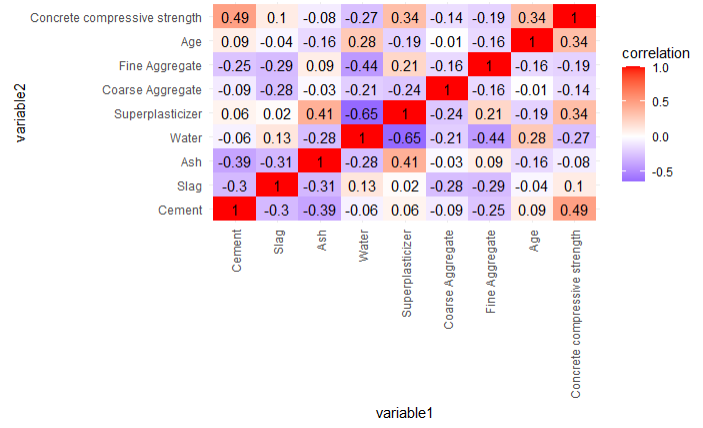 Concrete compressive strength 0.49 0.1 -0.08 -0.27 0.34 -0.14 -0.19 0.34 1
Age 0.09 -0.04 -0.16 0.28 -0.19 -0.01 -0.16 1 0.34
Fine Aggregate -0.25 -0.29 0.09 -0.44 0.21 -0.16 1 -0.16 -0.19
Coarse Aggregate -0.09 -0.28 -0.03 -0.21 -0.24 1 -0.16 -0.01 -0.14
Superplasticizer 0.06 0.02 0.41 -0.65 1 -0.24 0.21 -0.19 0.34
Water -0.06 0.13 -0.28 1 -0.65 -0.21 -0.44 0.28 -0.27
Ash -0.39 -0.31 1 -0.28 0.41 -0.03 0.09 -0.16 -0.08
Slag -0.3 1 -0.31 0.13 0.02 -0.28 -0.29 -0.04 0.1
Cement 1 -0.3 -0.39 -0.06 0.06 -0.09 -0.25 0.09 0.49
variable2
Cement
Slag
Ash
Water
Superplasticizer
Coarse Aggregate
Fine Aggregate
Age
Concrete compressive strength
variable1
correlation
1.0
0.5
0.0
-0.5